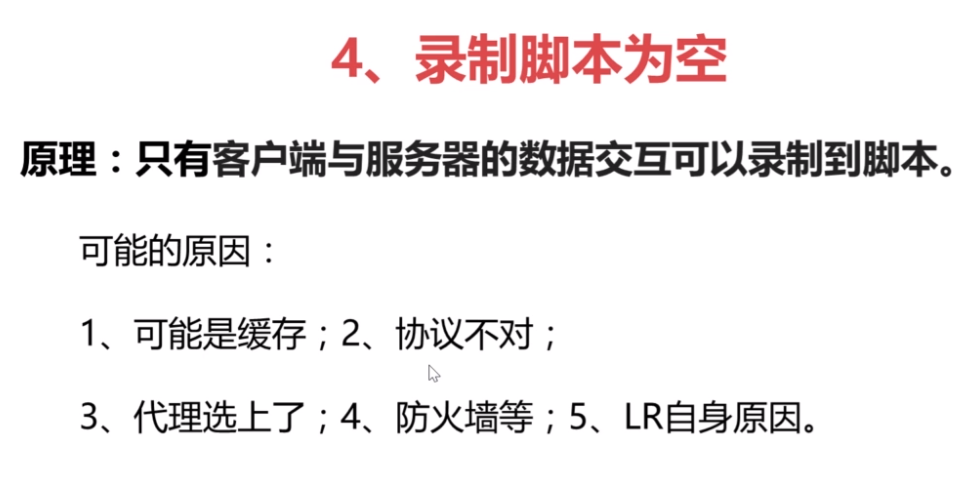 4、录制脚本为空
原理：只有客户端与服务器的数据交互可以录制到脚本。
可能的原因：
1、可能是缓存；2、协议不对；
3、代理选上了；4、防火墙等；5、LR自身原因。